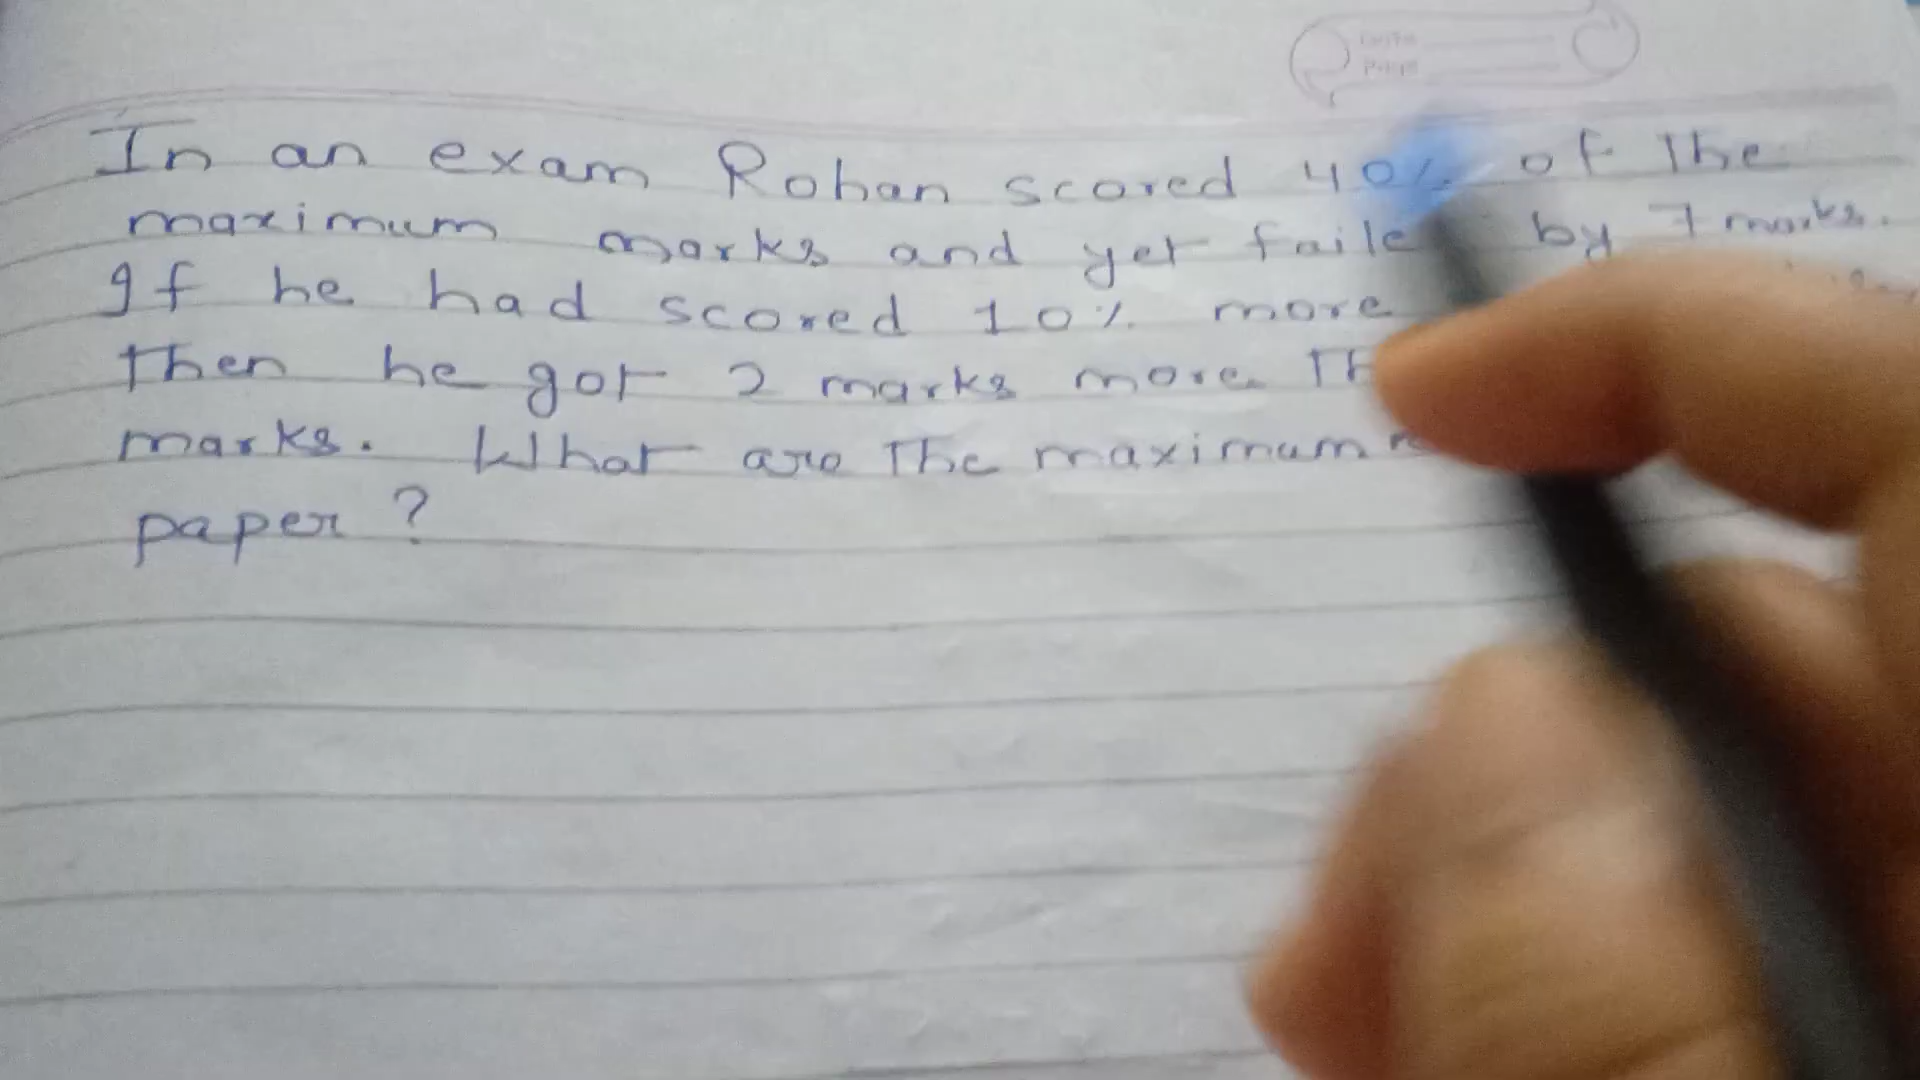 In an exam Rohan scored 40% of The
maximum marks and yet faile by 7 marks.
If he had scored 10% more
Then he got 2 marks more
marks. What are The maximum
paper?